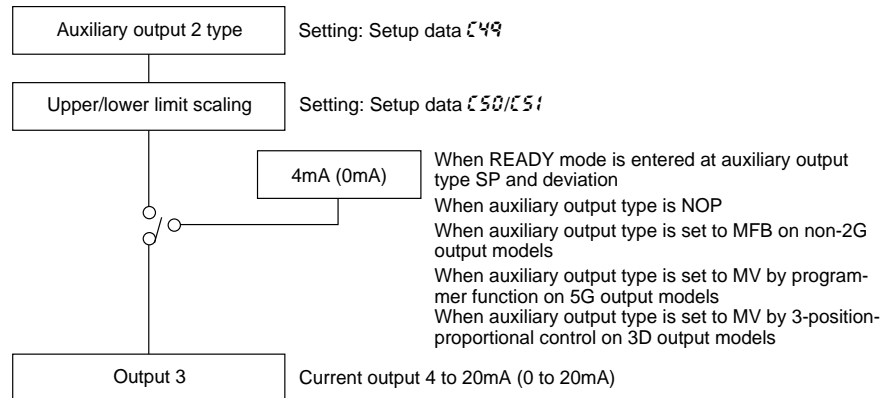 Auxiliary output 2 type
Setting: Setup data C49
Upper/lower limit scaling
Setting: Setup data C50/C51
4mA (0mA)
When READY mode is entered at auxiliary output
type SP and deviation
When auxiliary output type is NOP
When auxiliary output type is set to MFB on non-2G
output models
When auxiliary output type is set to MV by program-
mer function on 5G output models
When auxiliary output type is set to MV by 3-position-
proportional control on 3D output models
Output 3
Current output 4 to 20mA (0 to 20mA)